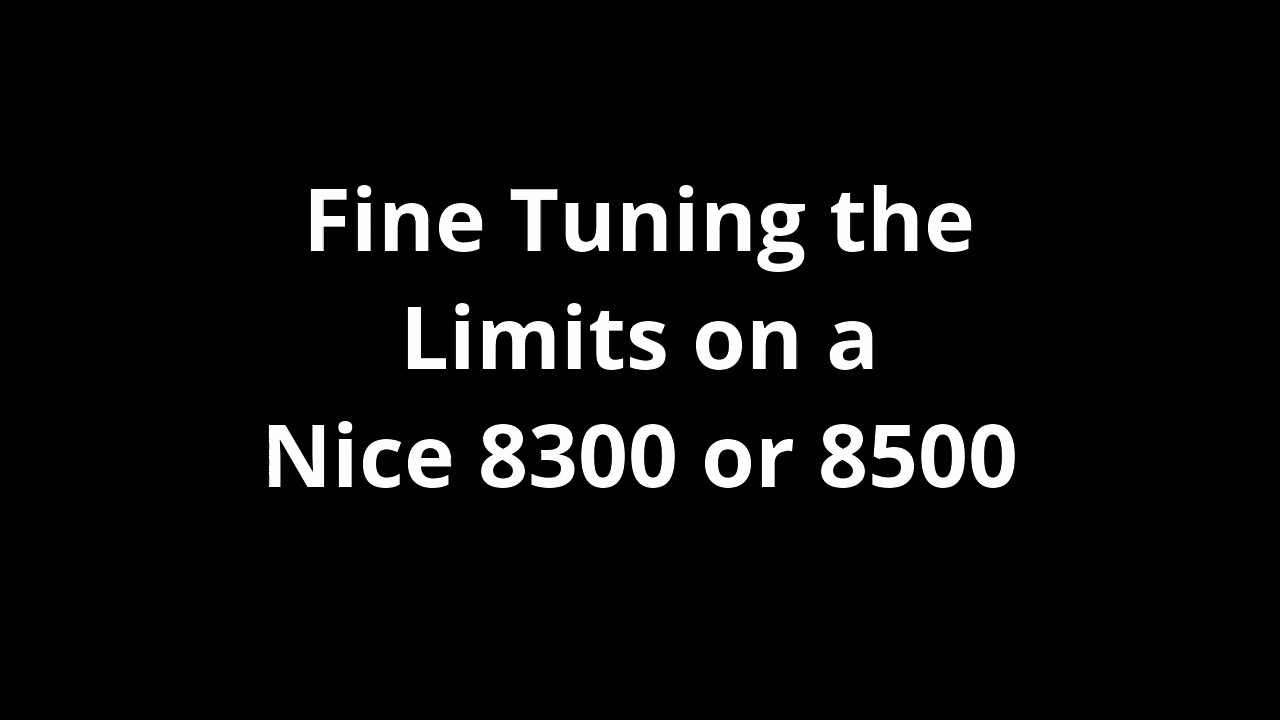 Fine Tuning the
Limits on a
Nice 8300 or 8500